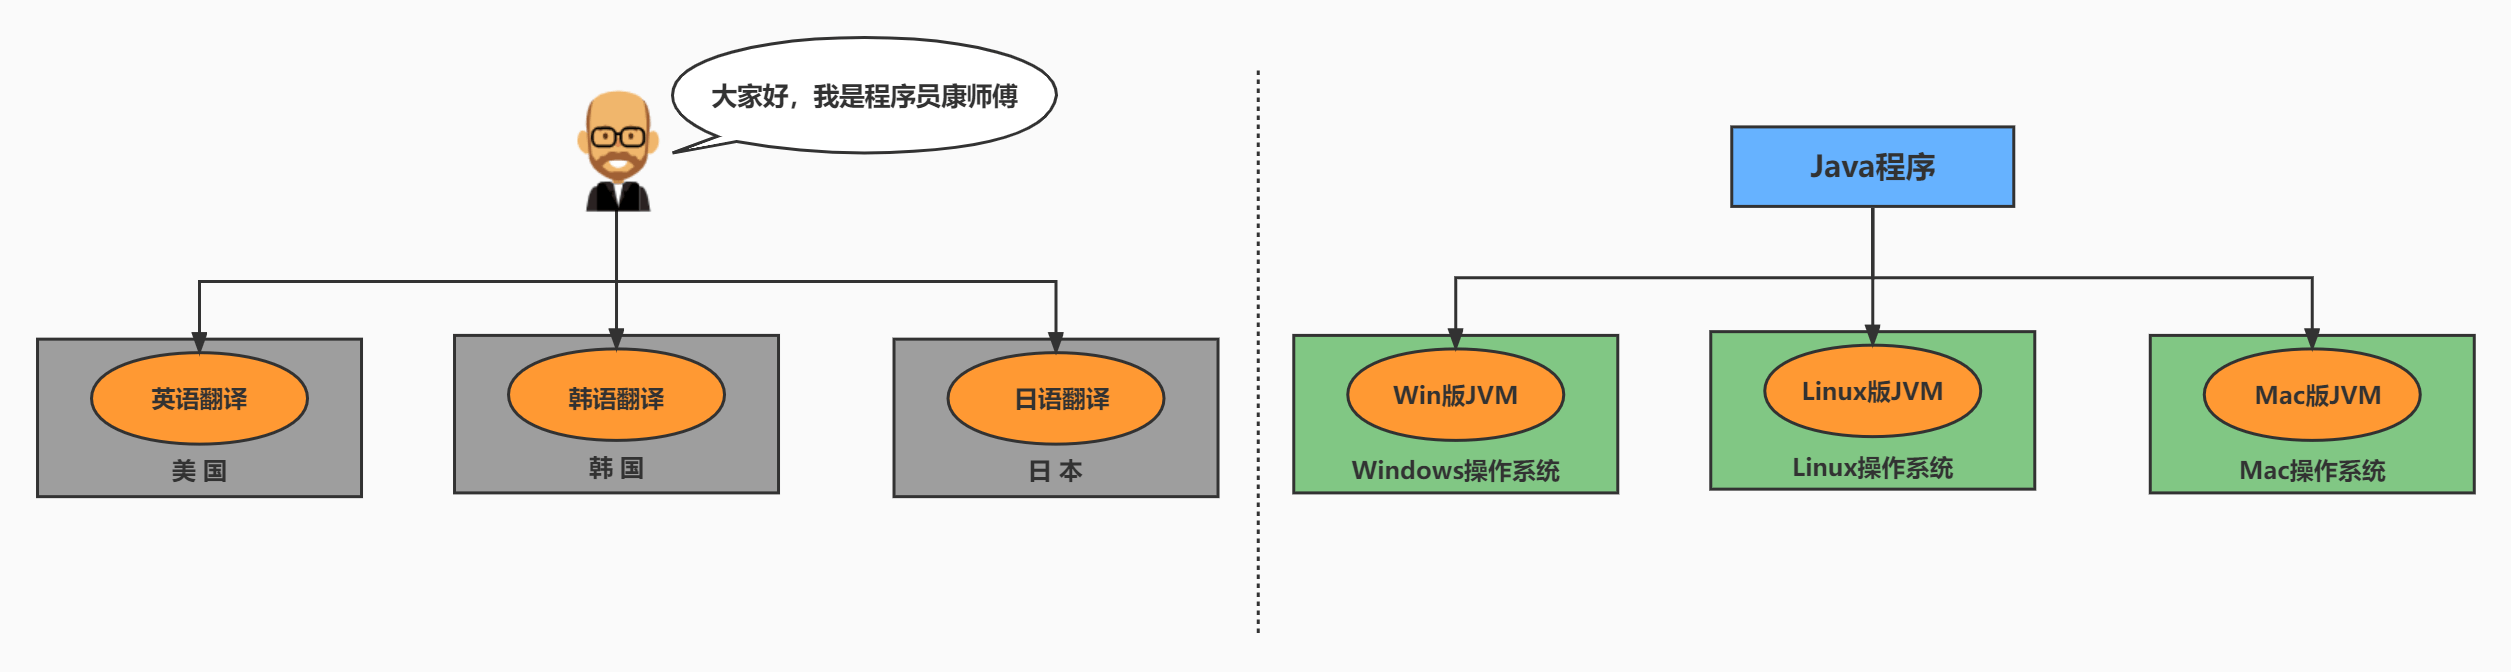 大家好，我是程序员康师傅
英语翻译
美 国
韩语翻译
韩 国
日语翻译
日 本
Java程序
Win版JVM
Windows操作系统
Linux版JVM
Linux操作系统
Mac版JVM
Mac操作系统